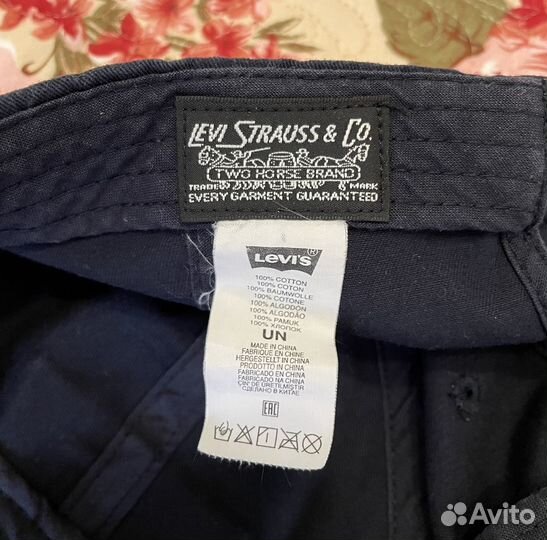 LEVI STRAUSS & CO.
TWO HORSE BRAND
TRADE MARK
EVERY GARMENT GUARANTEED
Levi's®
100% COTTON
100% COTON
100% BAUMWOLLE
100% COTONE
100% ALGODON
100% ALGODÃO
100% PAMUK
100% ХЛОПОК
UN
MADE IN CHINA
FABRIQUE EN CHINE
HERGESTELLT IN CHINA
PRODOTTO IN CHINA
FABRICADO EN CHINA
FABRICADO NA CHINA
ÇIN' DE ÜRETILMIŞTIR
СДЕЛАНО В КИТАЕ
EAC
Avito